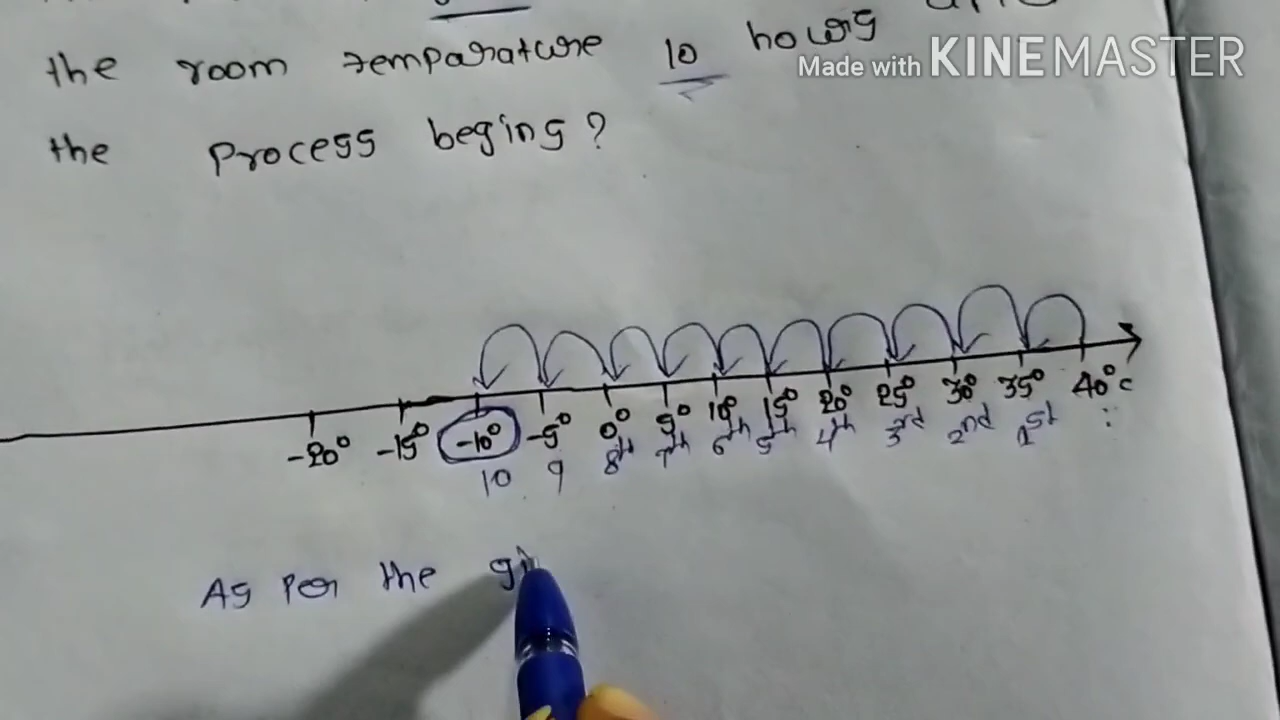 the room temparature 10 hours
Made with KINEMASTER
the process begins?
-20° -15° -10° -5° 0° 5° 10° 15° 20° 25° 30° 35° 40°c
10 9 8th 7th 6th 5th 4th 3rd 2nd 1st
As per the